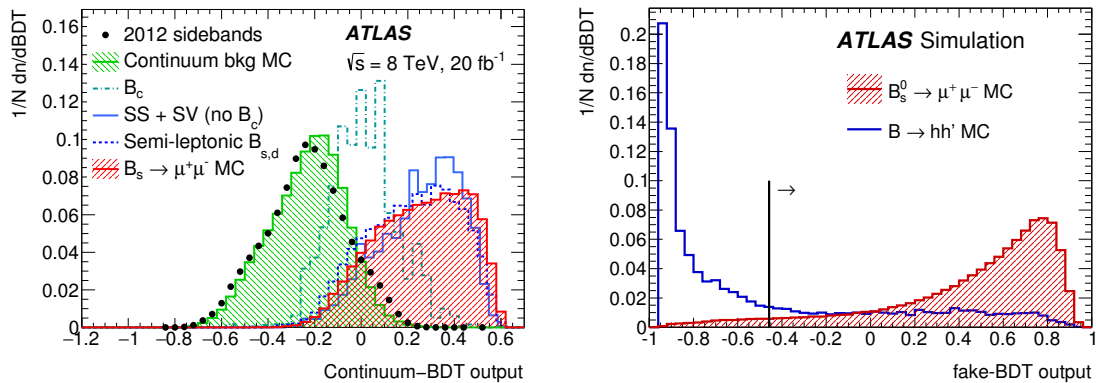 1/N dn/dBDT
0.16
0.14
0.12
0.1
0.08
0.06
0.04
0.02
0
2012 sidebands
Continuum bkg MC
B_c
SS + SV (no B_c)
Semi-leptonic B_s,d
B_s → μ⁺μ⁻ MC
ATLAS
√s = 8 TeV, 20 fb⁻¹
−1.2 −1 −0.8 −0.6 −0.4 −0.2 0 0.2 0.4 0.6
Continuum−BDT output
1/N dn/dBDT
0.2
0.18
0.16
0.14
0.12
0.1
0.08
0.06
0.04
0.02
0
ATLAS Simulation
B⁰_s → μ⁺ μ⁻ MC
B → hh' MC
→
-1 -0.8 -0.6 -0.4 -0.2 0 0.2 0.4 0.6 0.8 1
fake-BDT output